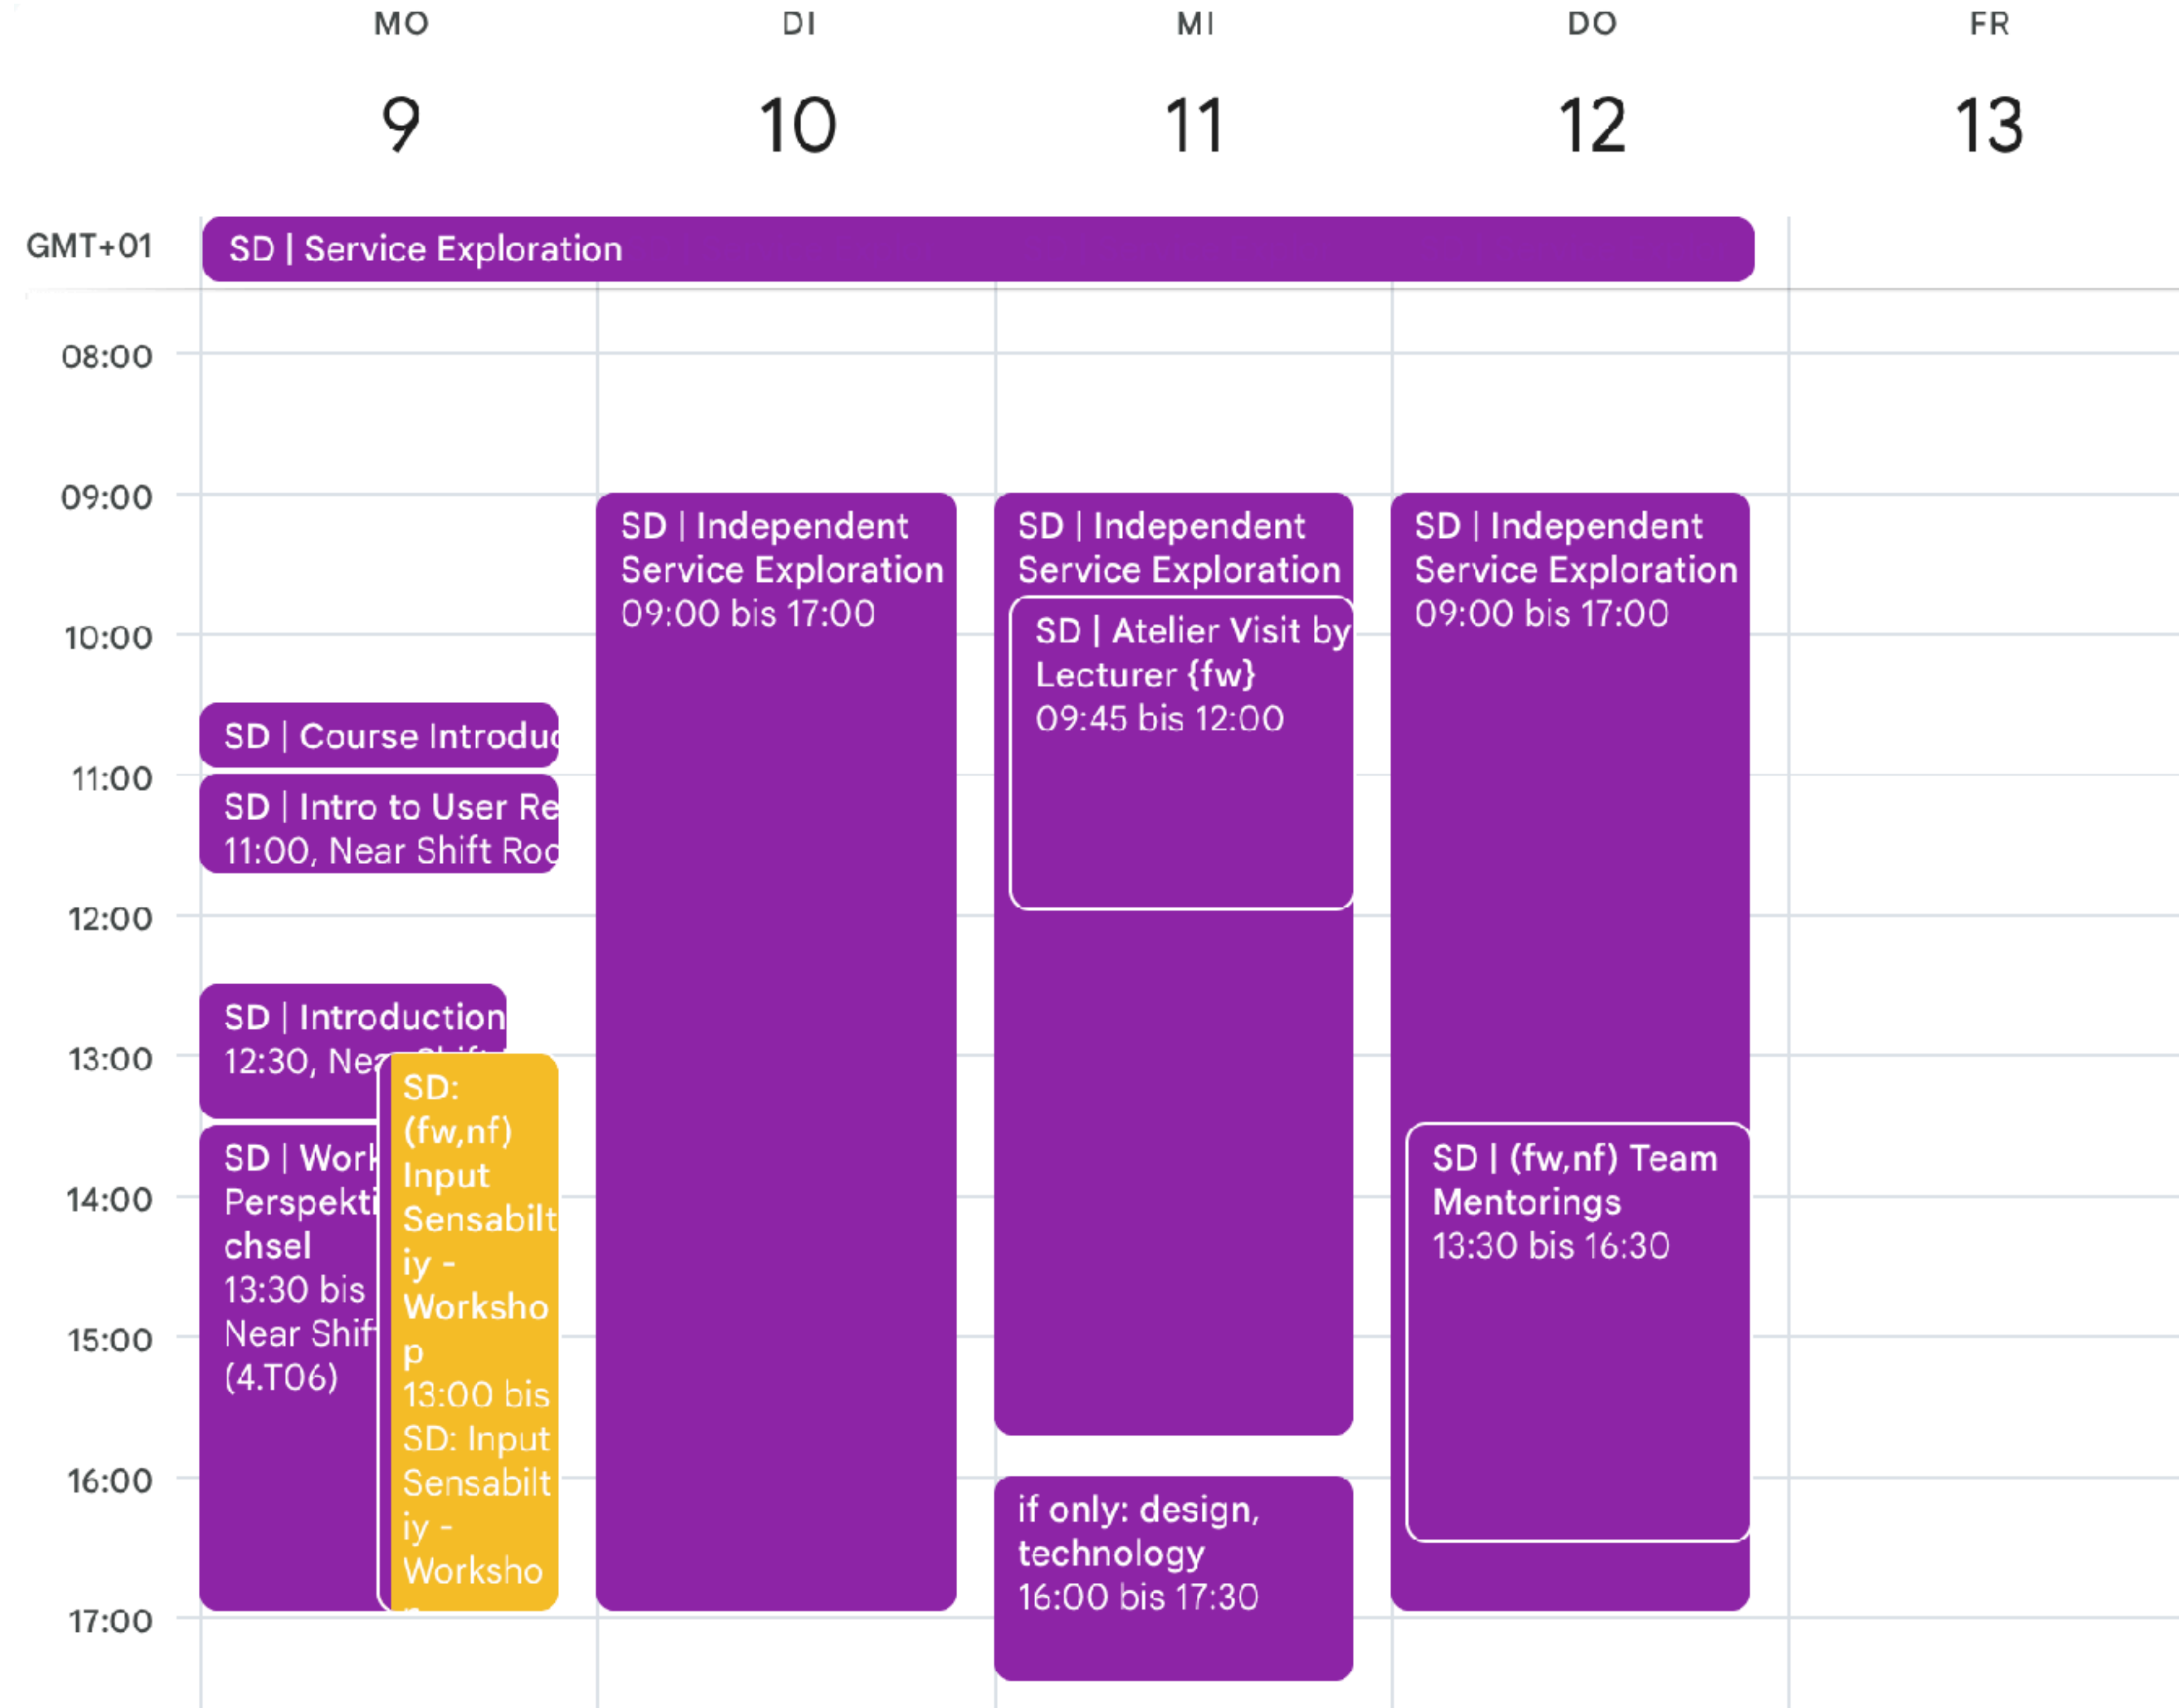 MO
DI
MI
DO
FR
9
10
11
12
13
GMT+01
SD | Service Exploration
08:00
09:00
10:00
11:00
12:00
13:00
14:00
15:00
16:00
17:00
SD | Course Introduc
SD | Intro to User Re
11:00, Near Shift Roo
SD | Introduction
12:30, Near Shift
SD | Work
Perspekti
chsel
13:30 bis
Near Shif
(4.T06)
SD:
(fw,nf)
Input
Sensabilt
iy -
Worksho
p
13:00 bis
SD: Input
Sensabilt
iy -
Worksho
SD | Independent
Service Exploration
09:00 bis 17:00
SD | Independent
Service Exploration
SD | Atelier Visit by
Lecturer {fw}
09:45 bis 12:00
if only: design,
technology
16:00 bis 17:30
SD | Independent
Service Exploration
09:00 bis 17:00
SD | (fw,nf) Team
Mentorings
13:30 bis 16:30